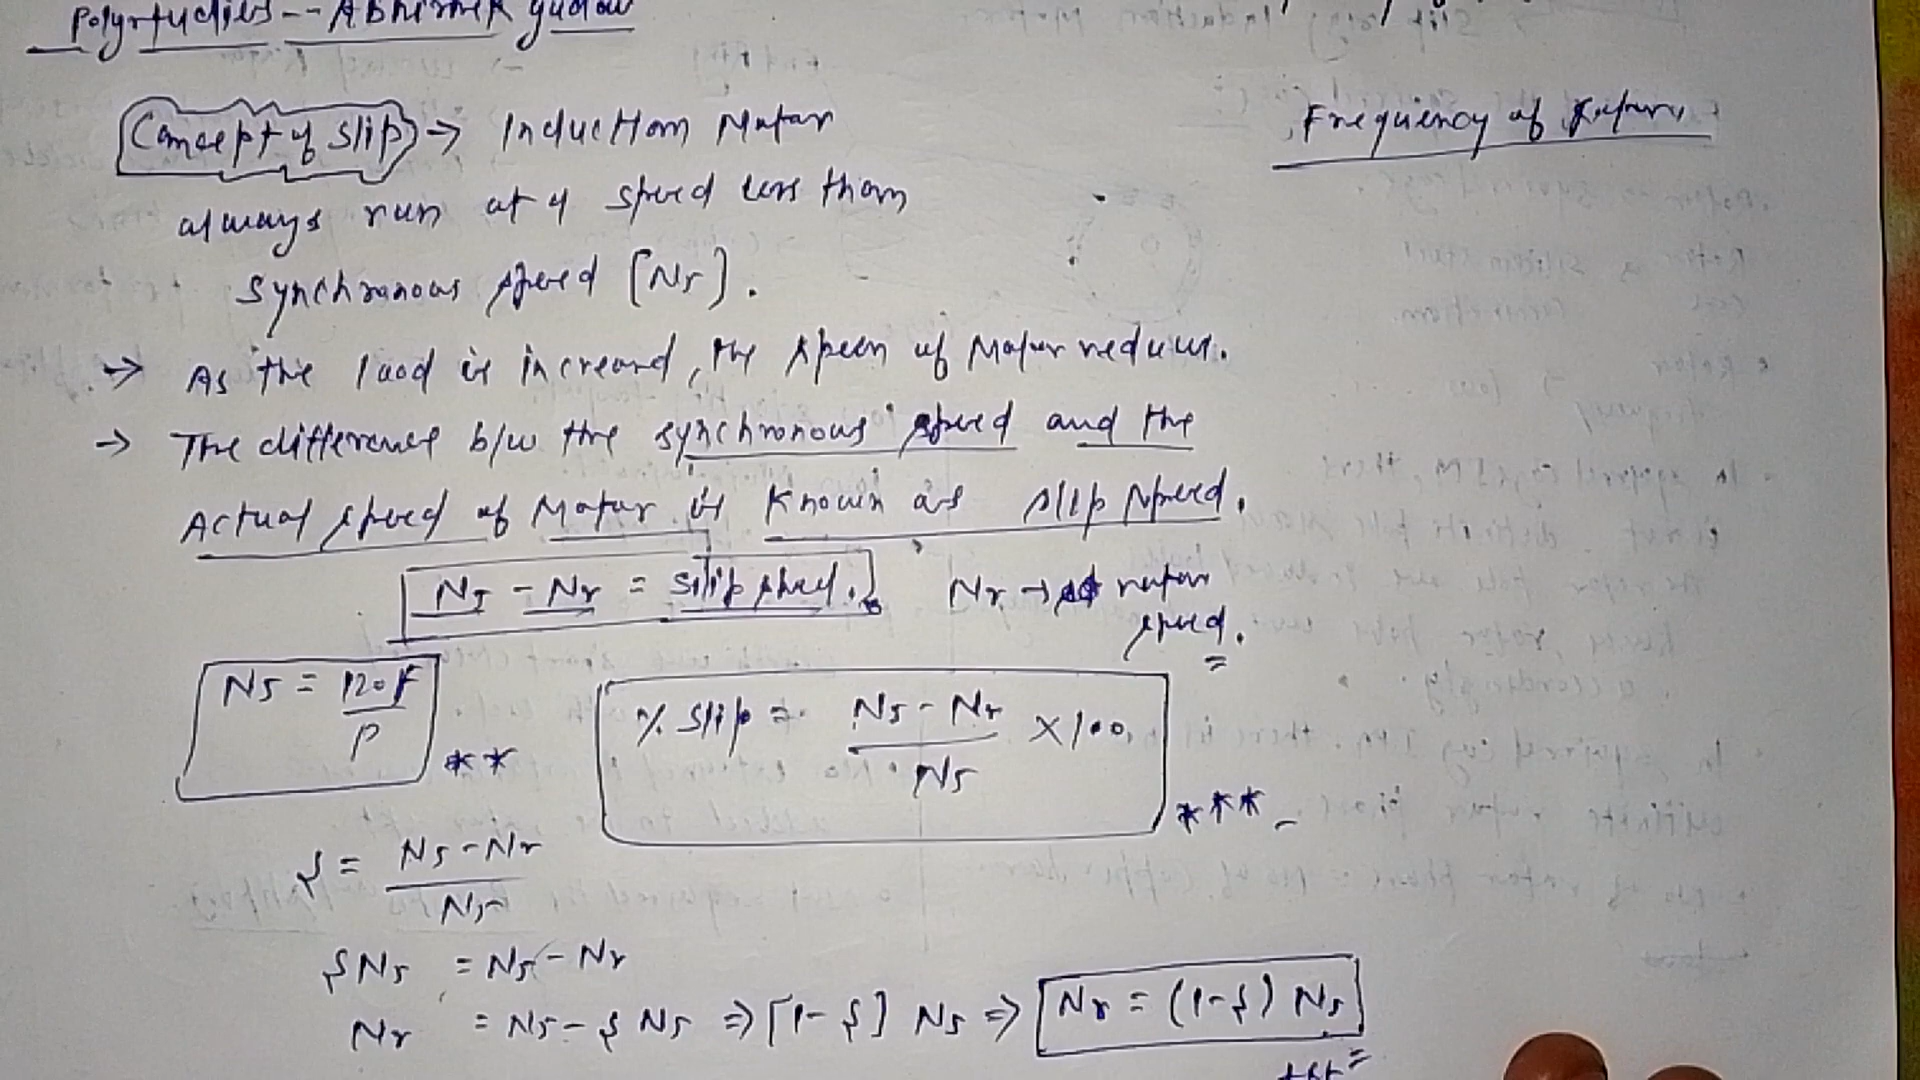 Polystudies -- Abhishek yadav
Concept of Slip → Induction Motor
always run at a speed less than
synchronous speed [Ns].
→ As the load is increased, the speed of Motor reduces.
→ The difference b/w the synchronous speed and the
Actual speed of Motor is known as slip speed.
Ns - Nr = slip speed.
Nr → rotor
speed.
Ns = 120f/P
**
% Slip = (Ns - Nr)/Ns × 100
***
s = (Ns - Nr)/Ns
sNs = Ns - Nr
Nr = Ns - s Ns ⇒ [1 - s] Ns ⇒ Nr = (1-s) Ns
Frequency of Rotor,